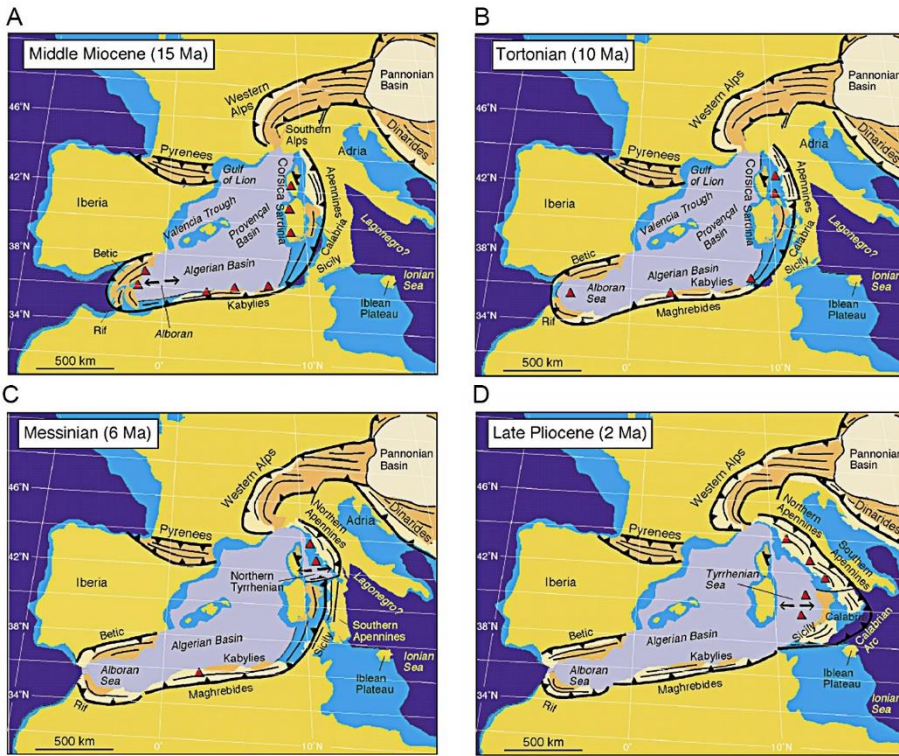 A
Middle Miocene (15 Ma)
Western Alps
Pannonian
Basin
46°N
Southern
Alps
Dinarides
Adria
Pyrenees
Gulf
of Lion
42°N
Corsica
Sardinia
Apennines
Iberia
Valencia Trough
Provençal
Basin
Lagonegro?
Calabria
38°N
Betic
Sicily
Algerian Basin
Ionian
Sea
Kabylies
Iblean
Plateau
34°N
Rif
Alboran
500 km
0°
10°N
B
Tortonian (10 Ma)
Western Alps
Pannonian
Basin
46°N
Dinarides
Adria
Pyrenees
Gulf
of Lion
42°N
Corsica
Sardinia
Apennines
Iberia
Valencia Trough
Provençal
Basin
Lagonegro?
Calabria
38°N
Betic
Sicily
Algerian Basin
Ionian
Sea
Alboran
Sea
Kabylies
Iblean
Plateau
Maghrebides
34°N
Rif
500 km
0°
10°N
C
Messinian (6 Ma)
Western Alps
Pannonian
Basin
46°N
Northern
Apennines
Dinarides
Adria
Pyrenees
42°N
Iberia
Northern
Tyrrhenian
Lagonegro?
38°N
Southern
Apennines
Betic
Algerian Basin
Sicily
Ionian
Sea
Kabylies
Alboran
Sea
Iblean
Plateau
Maghrebides
34°N
Rif
500 km
0°
10°N
D
Late Pliocene (2 Ma)
Western Alps
Pannonian
Basin
46°N
Northern
Apennines
Dinarides
Adria
Pyrenees
Southern
Apennines
42°N
Tyrrhenian
Sea
Iberia
Calabria
38°N
Calabrian
Arc
Betic
Algerian Basin
Sicily
Kabylies
Alboran
Sea
Iblean
Plateau
Maghrebides
Ionian
Sea
34°N
Rif
500 km
0°
10°N